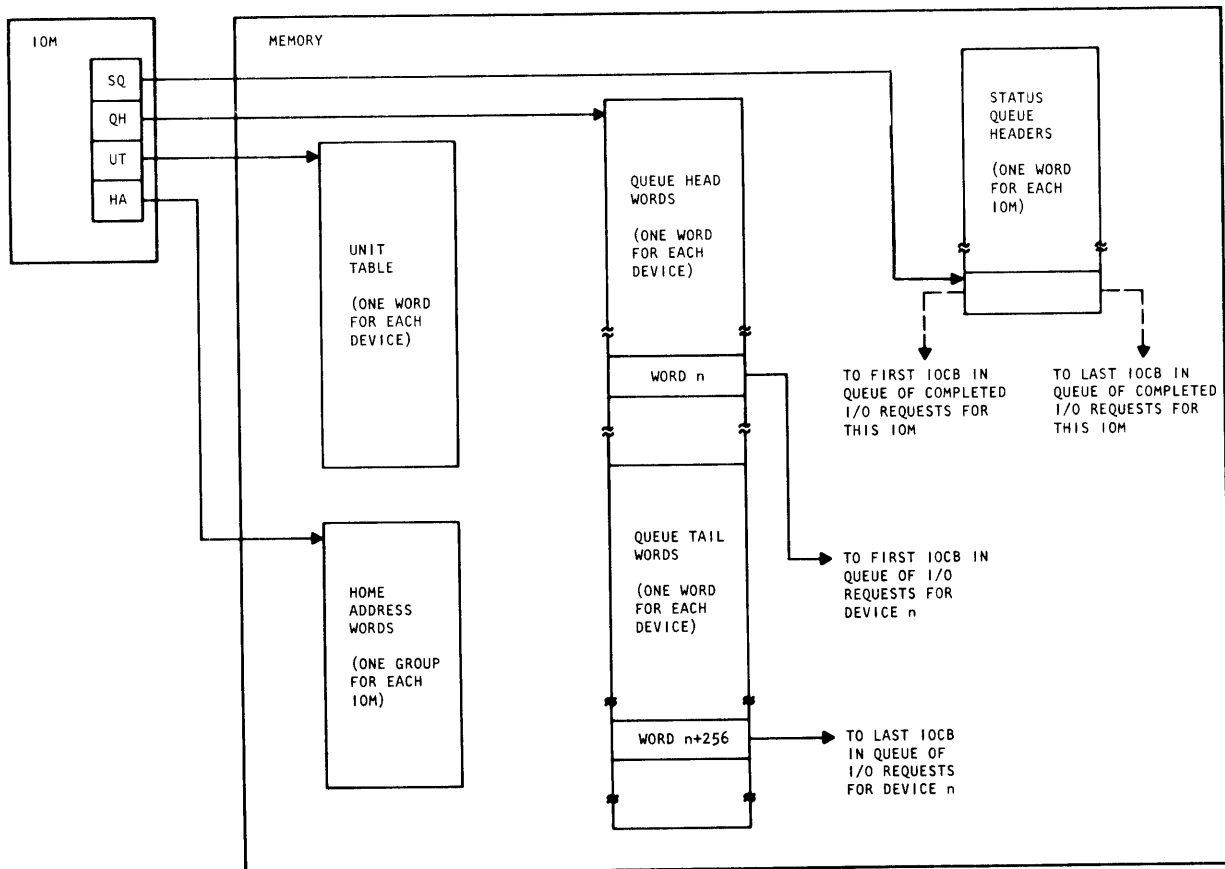 IOM
SQ
QH
UT
HA
MEMORY
UNIT
TABLE
(ONE WORD
FOR EACH
DEVICE)
HOME
ADDRESS
WORDS
(ONE GROUP
FOR EACH
IOM)
QUEUE HEAD
WORDS
(ONE WORD
FOR EACH
DEVICE)
WORD n
QUEUE TAIL
WORDS
(ONE WORD
FOR EACH
DEVICE)
WORD n+256
STATUS
QUEUE
HEADERS
(ONE WORD
FOR EACH
IOM)
TO FIRST IOCB IN
QUEUE OF COMPLETED
I/O REQUESTS FOR
THIS IOM
TO LAST IOCB IN
QUEUE OF COMPLETED
I/O REQUESTS FOR
THIS IOM
TO FIRST IOCB IN
QUEUE OF I/O
REQUESTS FOR
DEVICE n
TO LAST IOCB
IN QUEUE OF
I/O REQUESTS
FOR DEVICE n